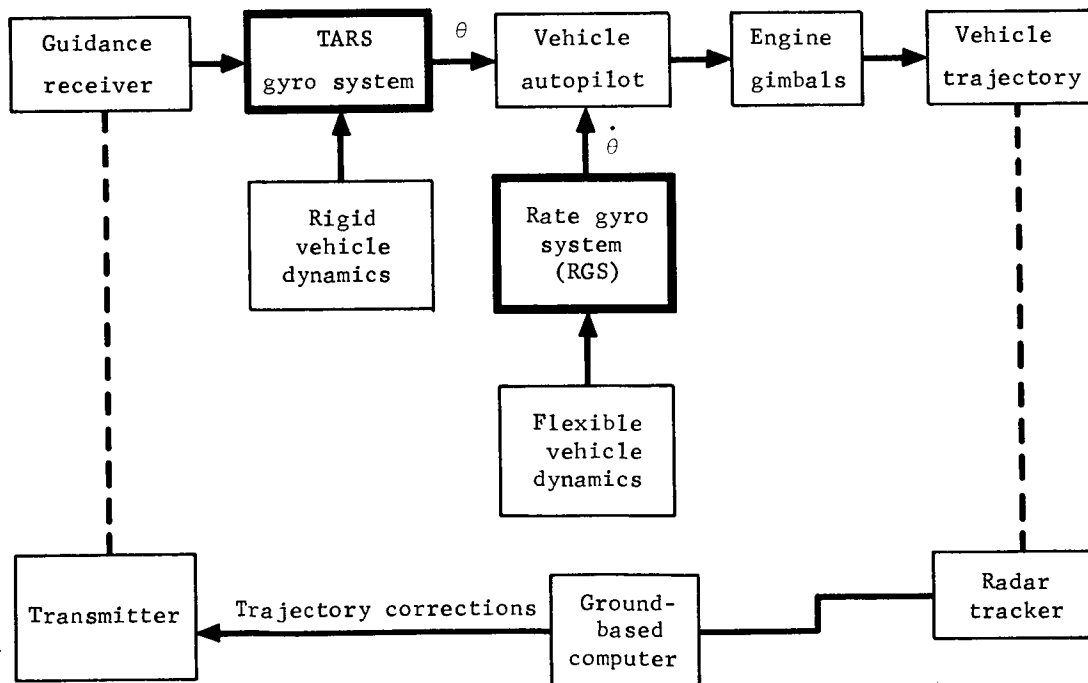 Guidance
receiver
TARS
gyro system
θ
Vehicle
autopilot
Engine
gimbals
Vehicle
trajectory
θ̇
Rigid
vehicle
dynamics
Rate gyro
system
(RGS)
Flexible
vehicle
dynamics
Transmitter
Trajectory corrections
Ground-
based
computer
Radar
tracker